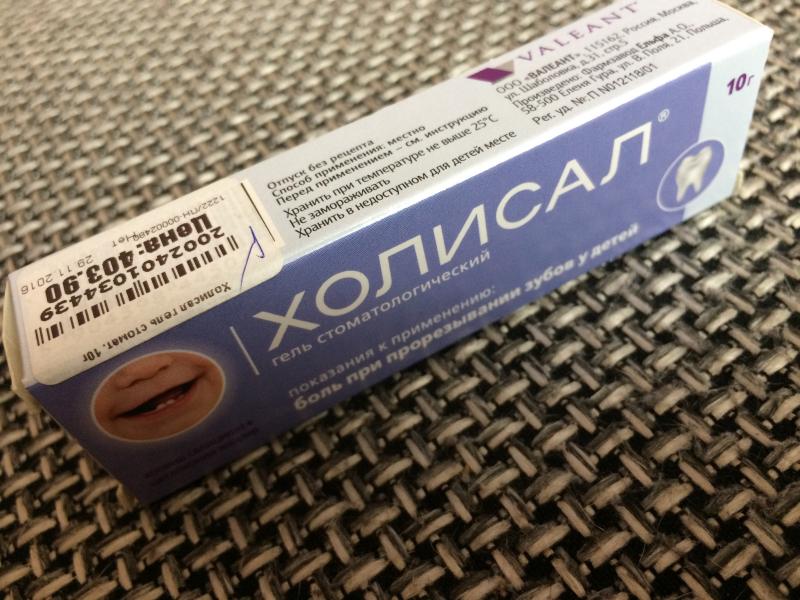 VALEANT
ООО «ВАЛЕАНТ», 115162 Россия, Москва,
ул. Шаболовка, д.31, стр.5
Произведено: Фармзавод Ельфа А.О.,
58-500 Еленя Гура, ул. В. Поля, 21, Польша.
Рег. уд. №: П N012118/01
Отпуск без рецепта
Способ применения: местно
Перед применением – см. инструкцию
Хранить при температуре не выше 25°С
Не замораживать
Хранить в недоступном для детей месте
10г
ХОЛИСАЛ®
гель стоматологический
показания к применению:
боль при прорезывании зубов у детей
Холисал гель стомат. 10г
2002401034439
Цена:403.90
29.11.2016